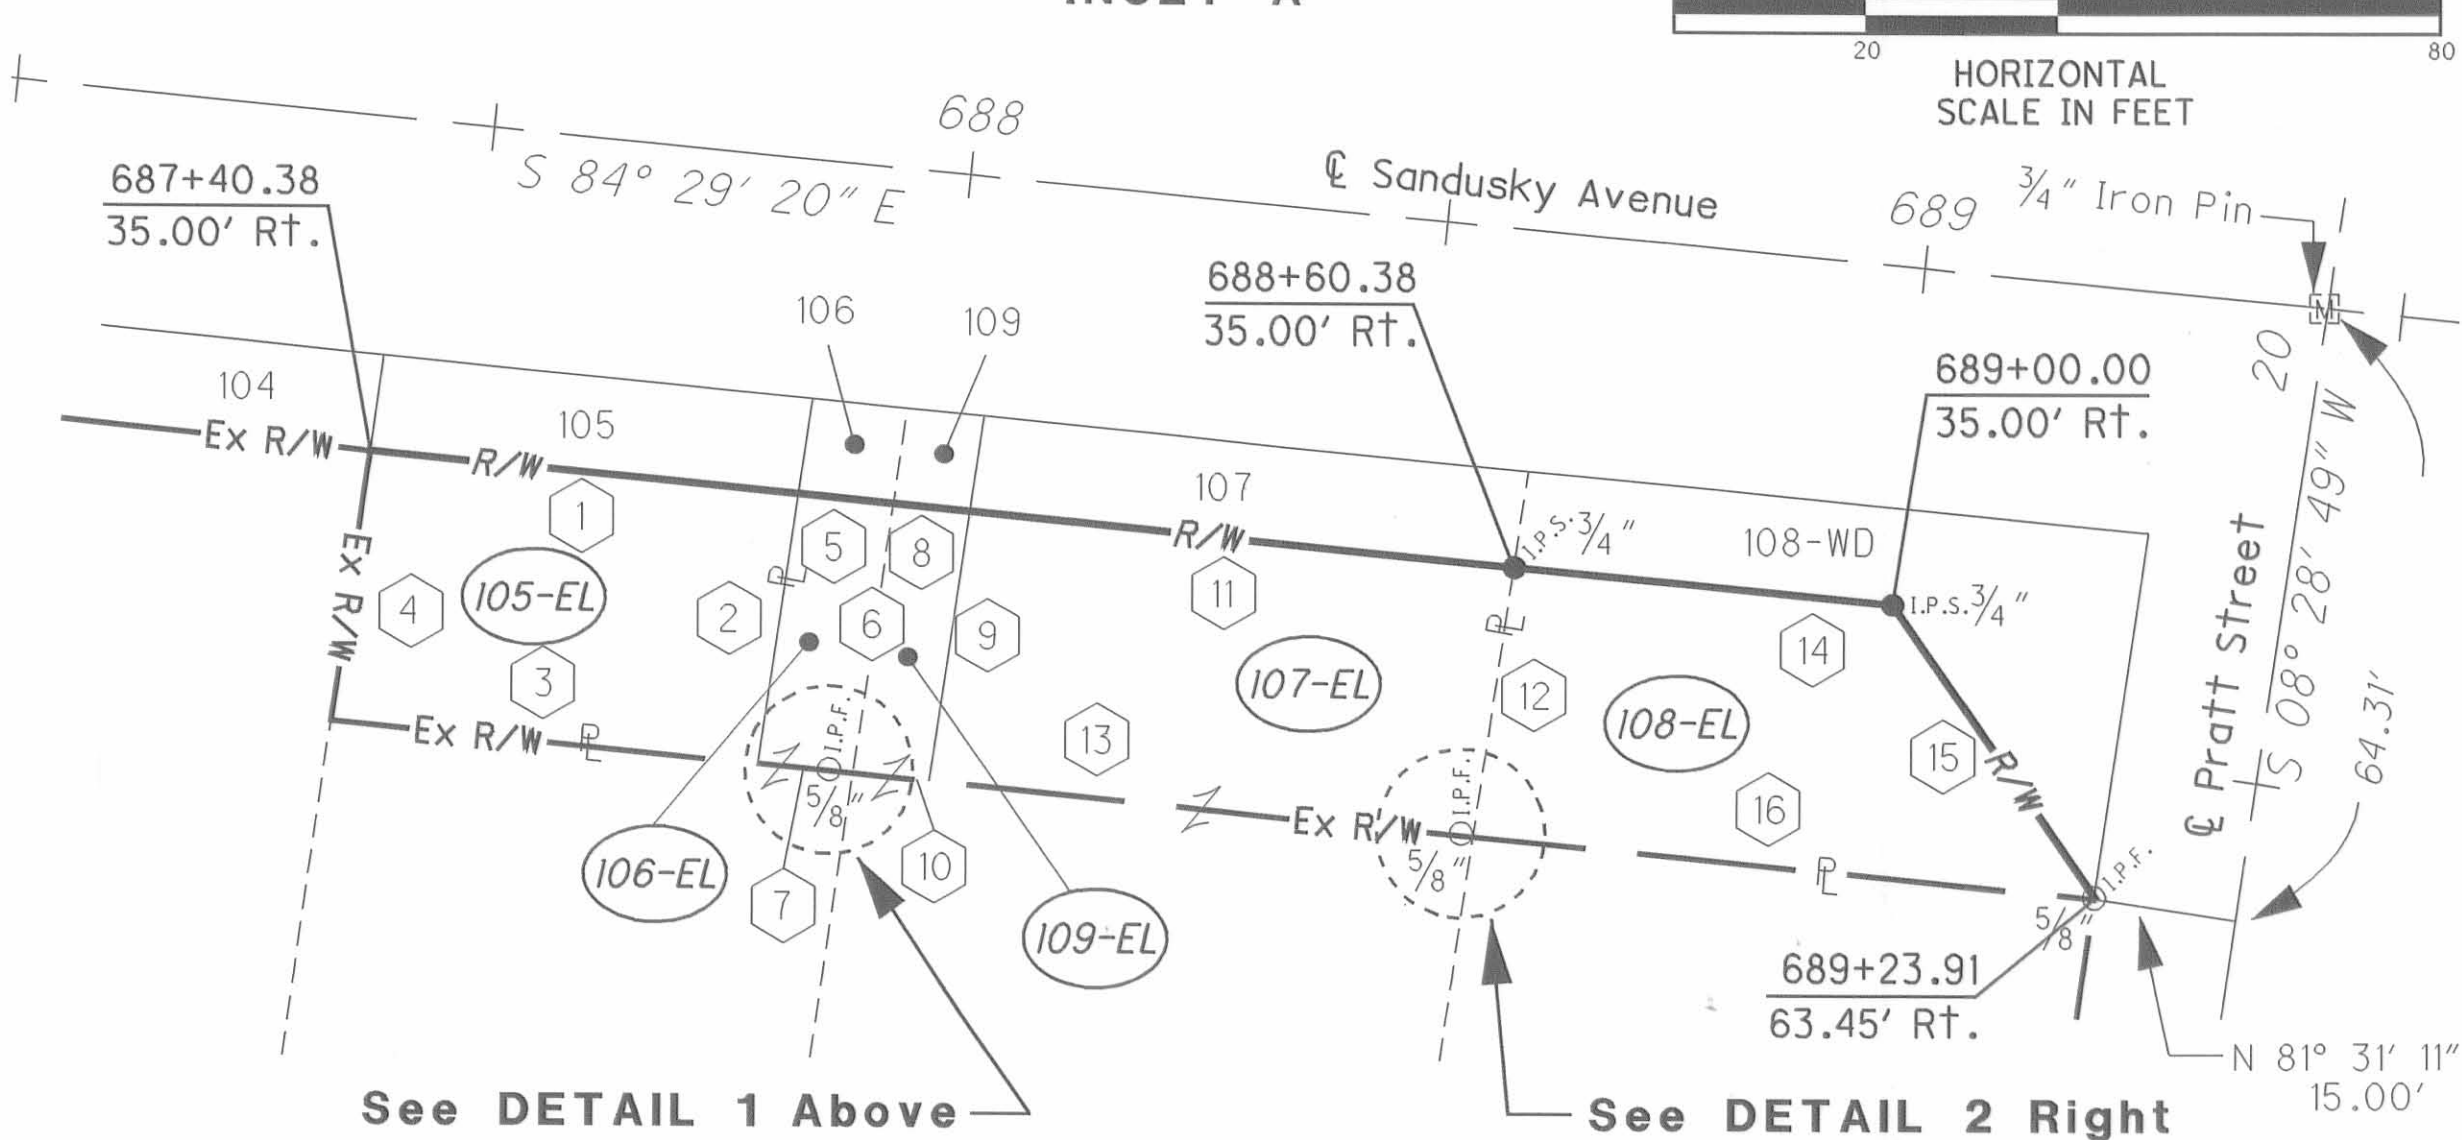 20
80
HORIZONTAL
SCALE IN FEET
688
S 84° 29' 20" E
℄ Sandusky Avenue
689
3/4" Iron Pin
687+40.38
35.00' Rt.
688+60.38
35.00' Rt.
689+00.00
35.00' Rt.
106
109
104
105
107
108-WD
Ex R/W
R/W
R/W
I.P.S. 3/4"
I.P.S. 3/4"
20
M
S 08° 28' 49" W
64.31'
℄ Pratt Street
Ex R/W
1
2
3
4
5
6
7
8
9
10
11
12
13
14
15
16
105-EL
106-EL
107-EL
108-EL
109-EL
PL
PL
PL
PL
Ex R/W
Ex R/W
R/W
I.P.F.
5/8"
I.P.F.
5/8"
I.P.F.
5/8"
689+23.91
63.45' Rt.
N 81° 31' 11"
15.00'
See DETAIL 1 Above
See DETAIL 2 Right